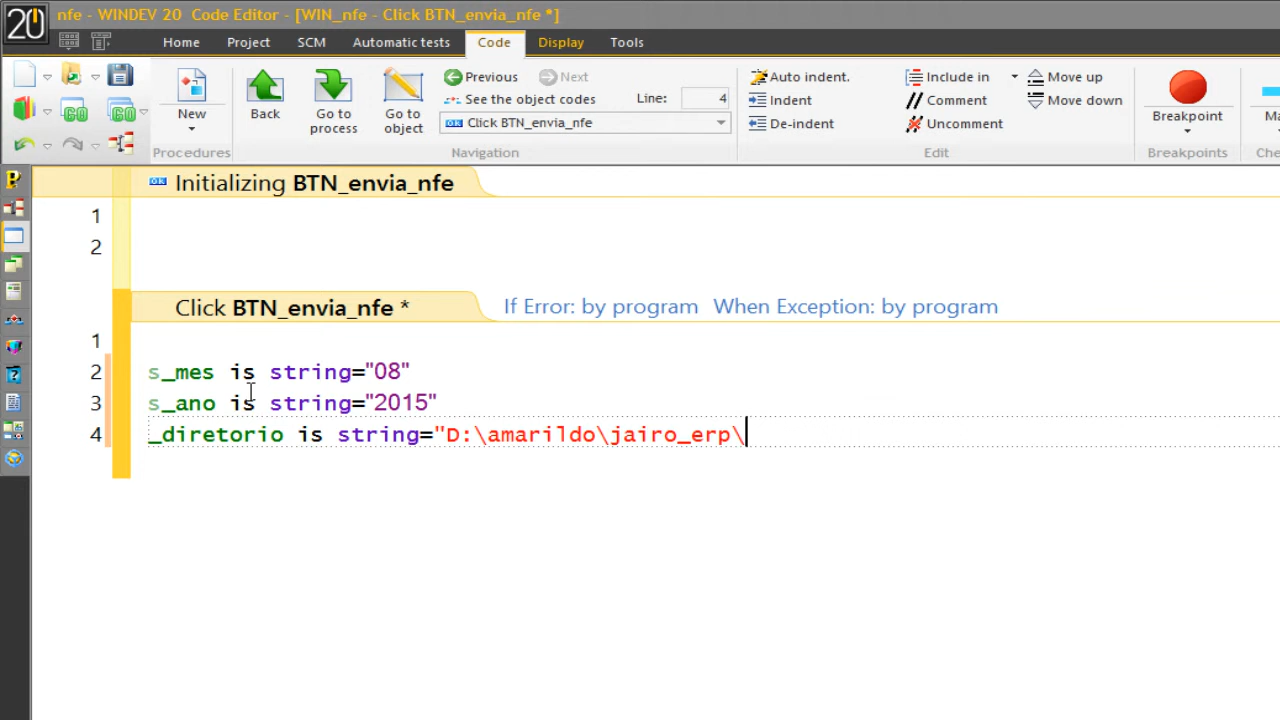 20 nfe - WINDEV 20 Code Editor - [WIN_nfe - Click BTN_envia_nfe *]
Home Project SCM Automatic tests Code Display Tools
Previous Next
See the object codes Line: 4
Click BTN_envia_nfe
New
Back
Go to process
Go to object
Auto indent.
Indent
De-indent
Include in
Comment
Uncomment
Move up
Move down
Breakpoint
Procedures Navigation Edit Breakpoints
Initializing BTN_envia_nfe
1
2
Click BTN_envia_nfe * If Error: by program When Exception: by program
1
2 s_mes is string="08"
3 s_ano is string="2015"
4 _diretorio is string="D:\amarildo\jairo_erp\